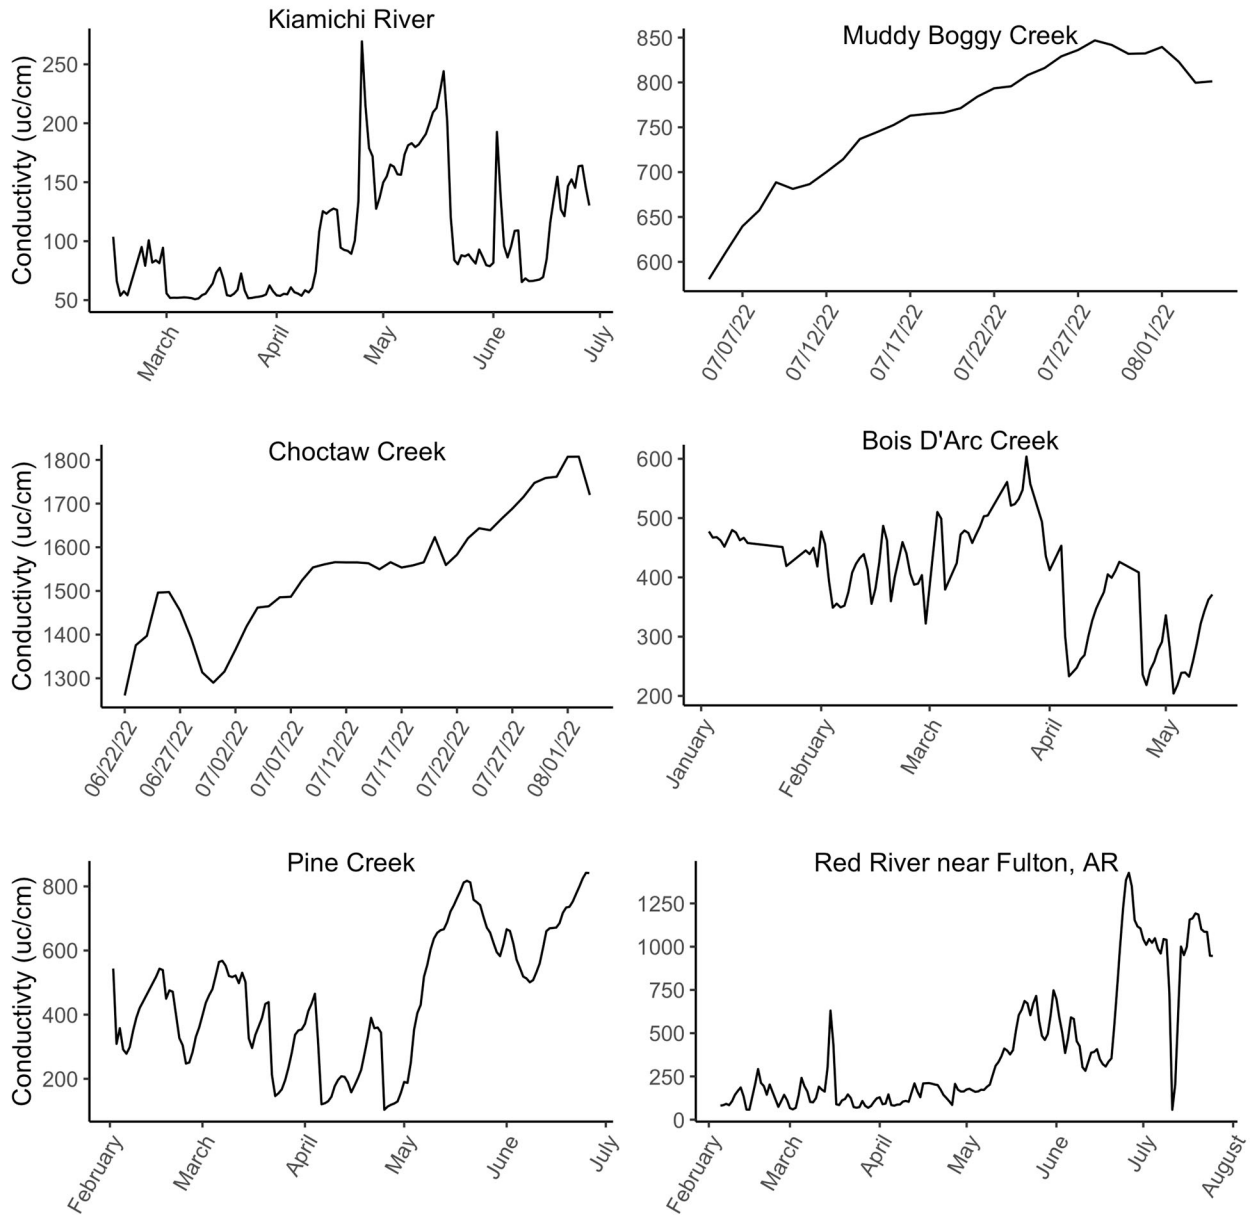 Kiamichi River
Conductivty (uc/cm)
250
200
150
100
50
March
April
May
June
July
Muddy Boggy Creek
850
800
750
700
650
600
07/07/22
07/12/22
07/17/22
07/22/22
07/27/22
08/01/22
Choctaw Creek
Conductivty (uc/cm)
1800
1700
1600
1500
1400
1300
06/22/22
06/27/22
07/02/22
07/07/22
07/12/22
07/17/22
07/22/22
07/27/22
08/01/22
Bois D'Arc Creek
600
500
400
300
200
January
February
March
April
May
Pine Creek
Conductivty (uc/cm)
800
600
400
200
February
March
April
May
June
July
Red River near Fulton, AR
1250
1000
750
500
250
0
February
March
April
May
June
July
August